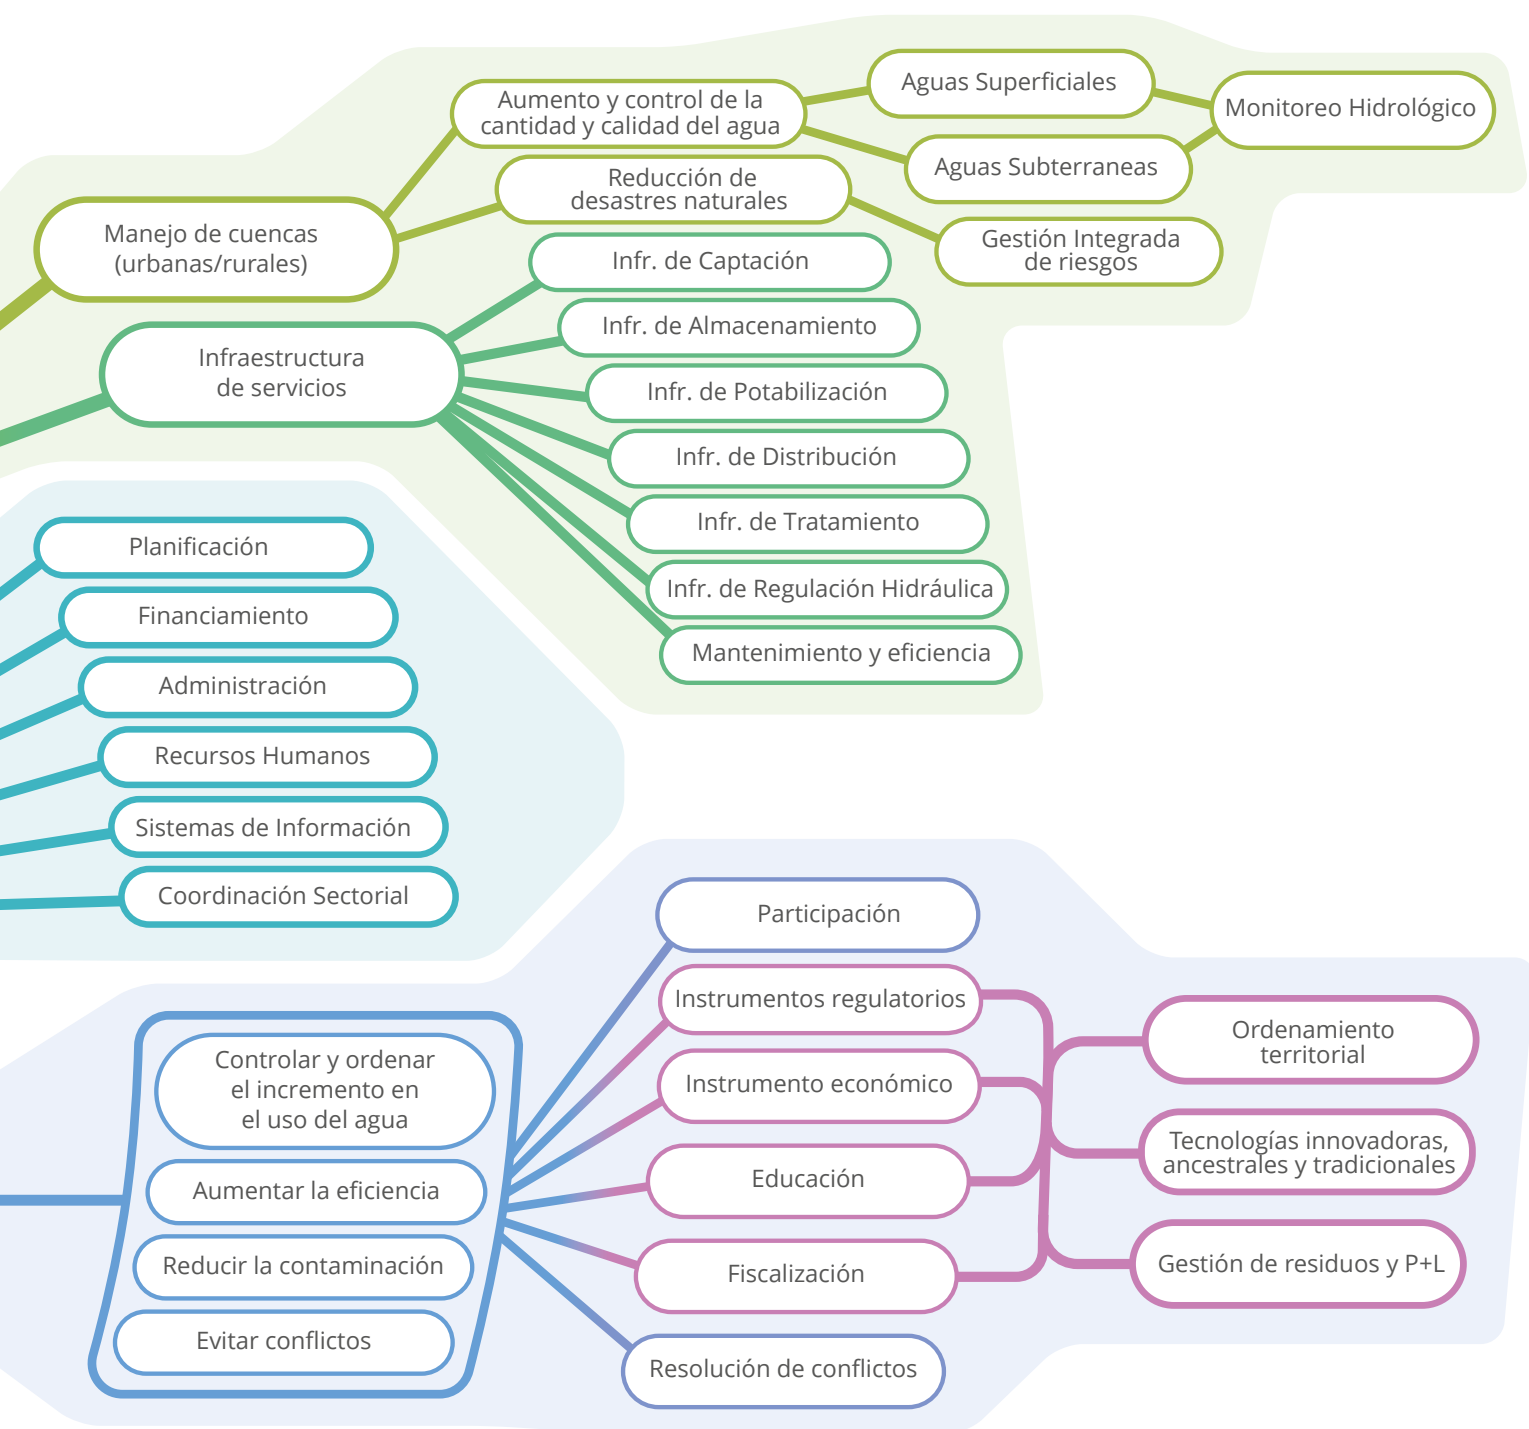 Aguas Superficiales
Aumento y control de la
cantidad y calidad del agua
Monitoreo Hidrológico
Aguas Subterraneas
Reducción de
desastres naturales
Manejo de cuencas
(urbanas/rurales)
Gestión Integrada
de riesgos
Infr. de Captación
Infr. de Almacenamiento
Infraestructura
de servicios
Infr. de Potabilización
Infr. de Distribución
Infr. de Tratamiento
Infr. de Regulación Hidráulica
Mantenimiento y eficiencia
Planificación
Financiamiento
Administración
Recursos Humanos
Sistemas de Información
Coordinación Sectorial
Controlar y ordenar
el incremento en
el uso del agua
Aumentar la eficiencia
Reducir la contaminación
Evitar conflictos
Participación
Instrumentos regulatorios
Instrumento económico
Educación
Fiscalización
Resolución de conflictos
Ordenamiento
territorial
Tecnologías innovadoras,
ancestrales y tradicionales
Gestión de residuos y P+L